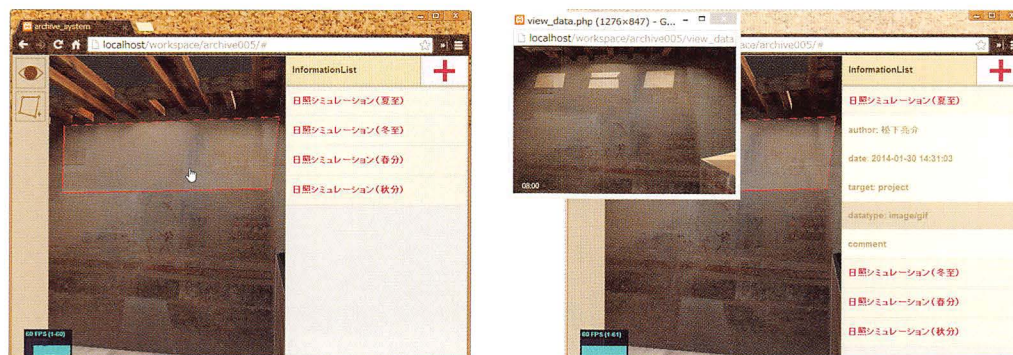 archive_system
localhost/workspace/archive005/#
InformationList
日照シミュレーション(夏至)
日照シミュレーション(冬至)
日照シミュレーション(春分)
日照シミュレーション(秋分)
60 FPS (1-60)
view_data.php (1276×847) - G...
localhost/workspace/archive005/view_data
ace/archive005/#
08:00
InformationList
日照シミュレーション(夏至)
author: 松下亮介
date: 2014-01-30 14:31:03
target: project
datatype: image/gif
comment
日照シミュレーション(冬至)
日照シミュレーション(春分)
日照シミュレーション(秋分)
60 FPS (1-61)